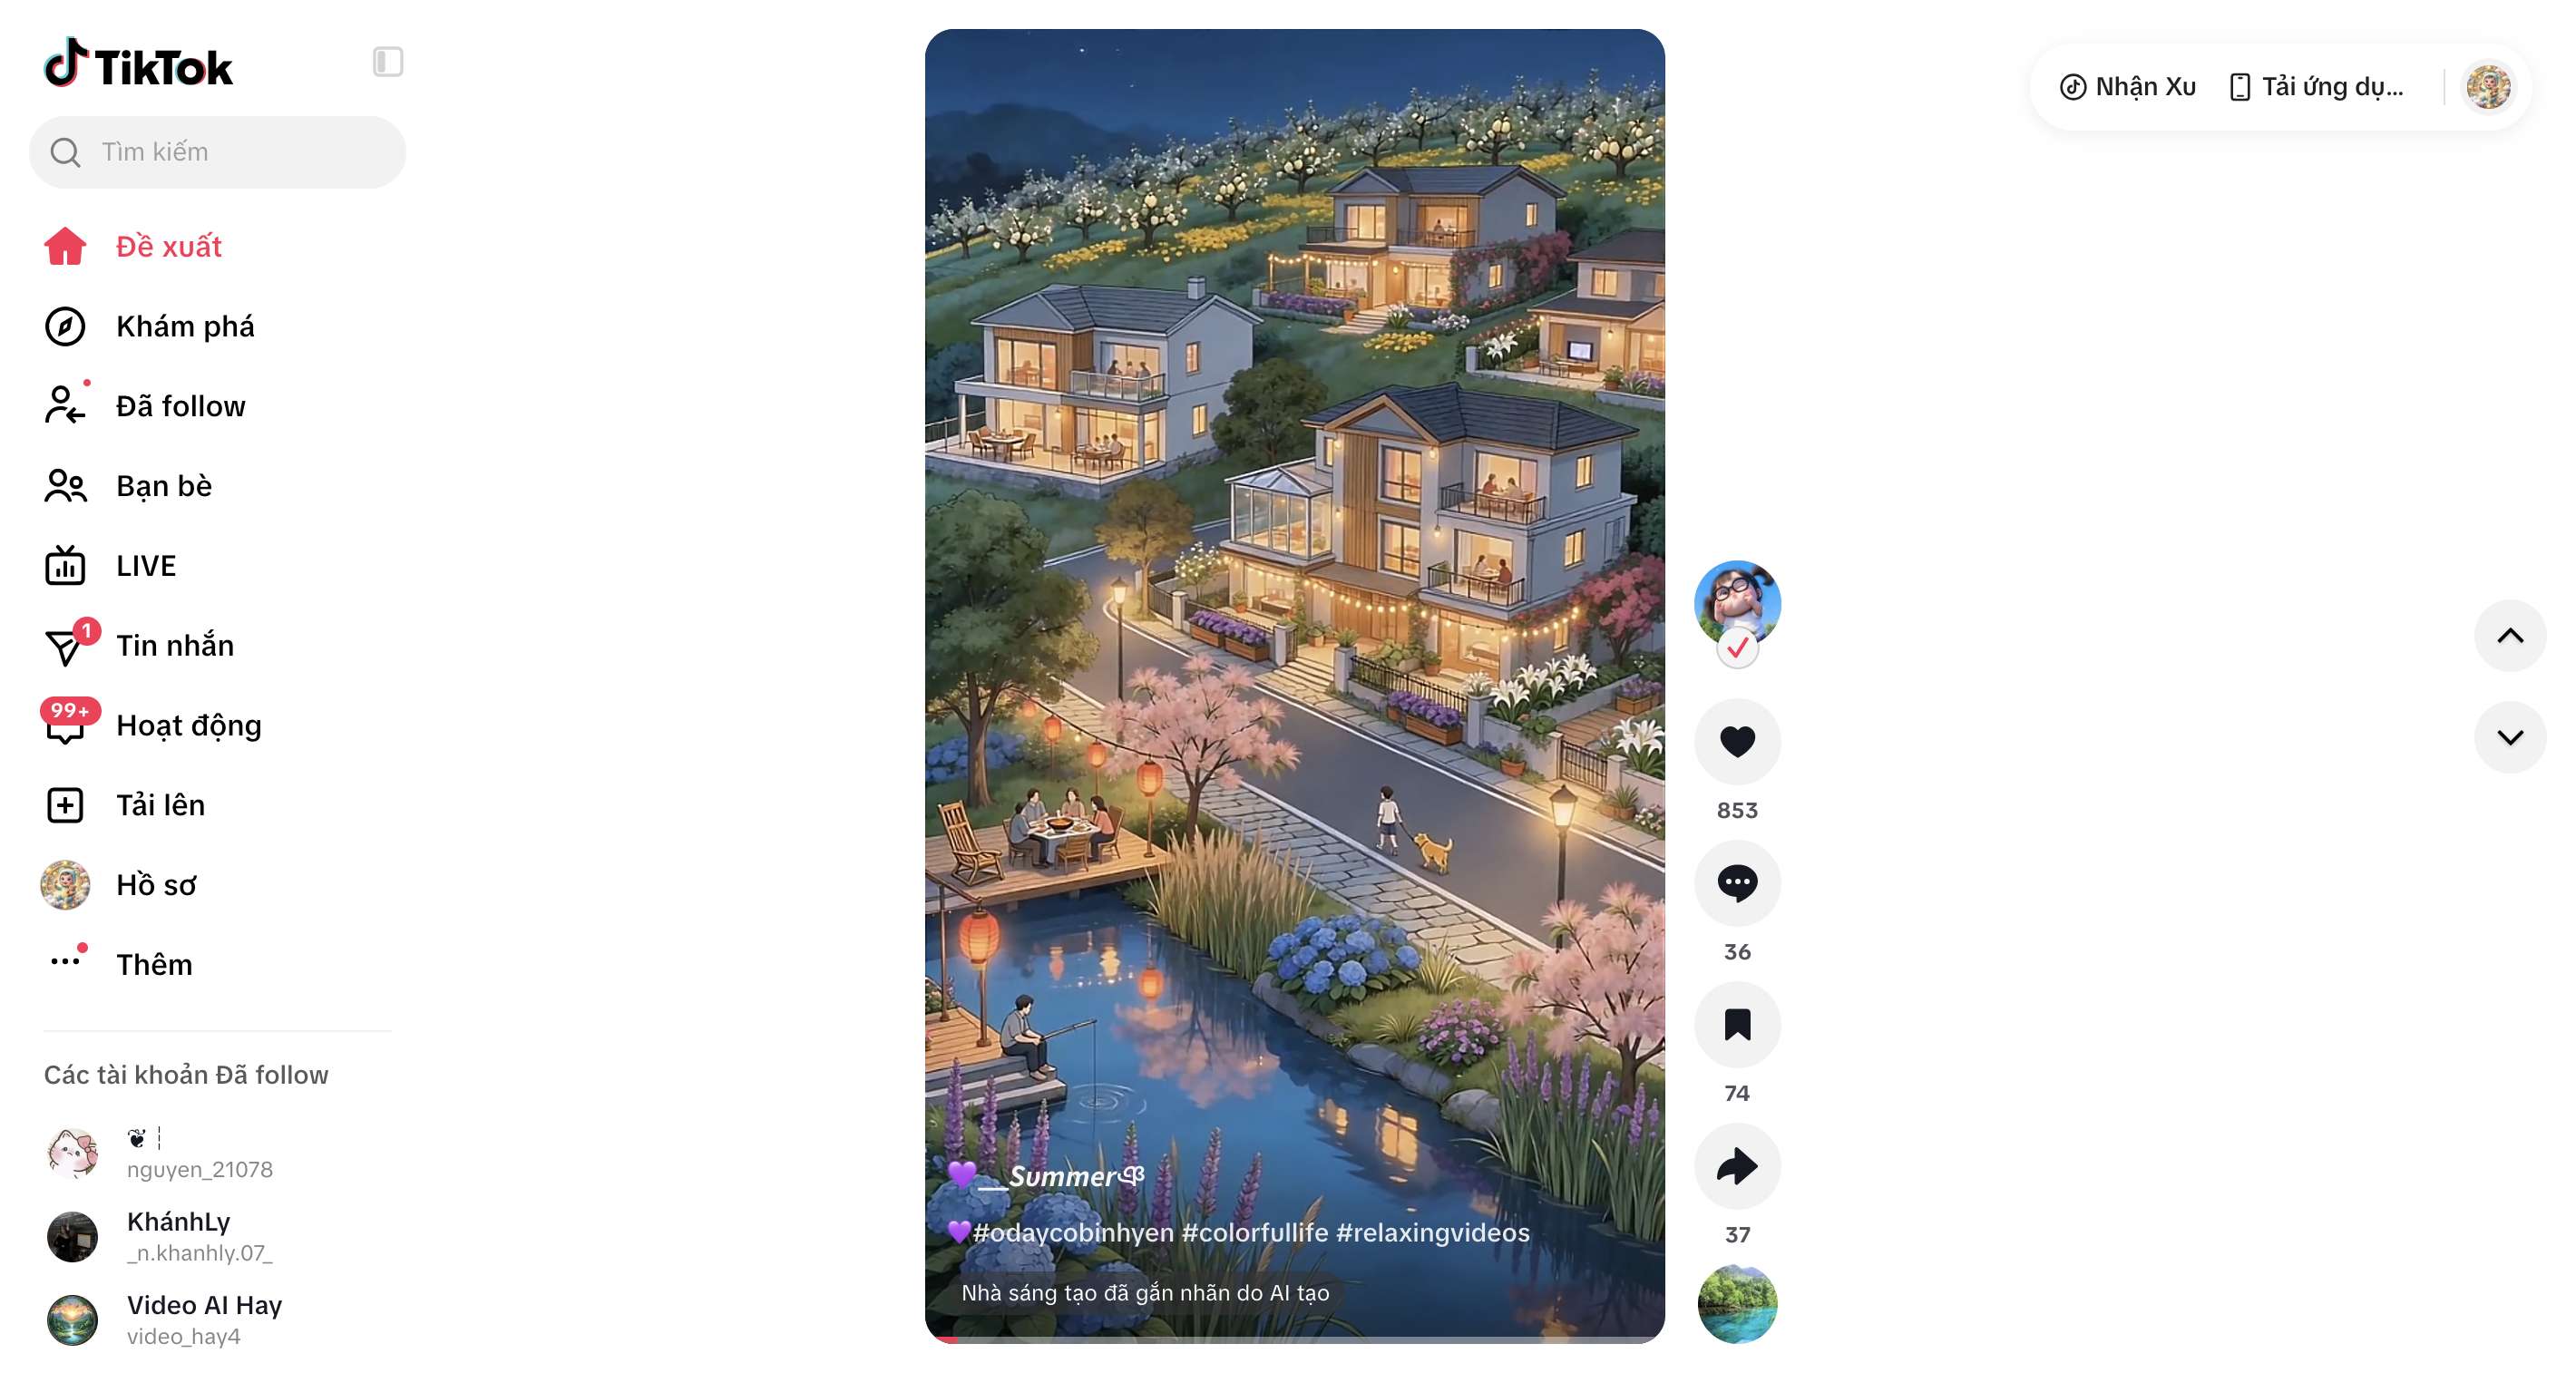 TikTok
Tìm kiếm
Đề xuất
Khám phá
Đã follow
Bạn bè
LIVE
1
Tin nhắn
99+
Hoạt động
Tải lên
Hồ sơ
Thêm
Các tài khoản Đã follow
❦ ┊
nguyen_21078
KhánhLy
_n.khanhly.07_
Video AI Hay
video_hay4
💜__Summer
💜#odaycobinhyen #colorfullife #relaxingvideos
Nhà sáng tạo đã gắn nhãn do AI tạo
853
36
74
37
Nhận Xu
Tải ứng dụ...